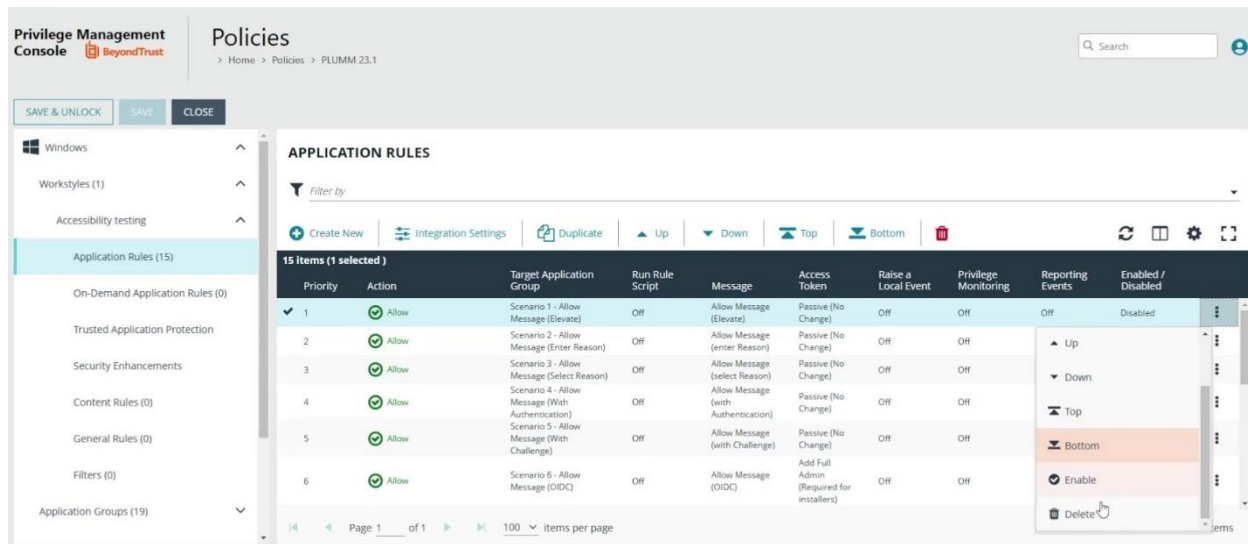 Privilege Management
Console BeyondTrust
Policies
> Home > Policies > PLUMM 23.1
Search
SAVE & UNLOCK SAVE CLOSE
Windows
Workstyles (1)
Accessibility testing
Application Rules (15)
On-Demand Application Rules (0)
Trusted Application Protection
Security Enhancements
Content Rules (0)
General Rules (0)
Filters (0)
Application Groups (19)
APPLICATION RULES
Filter by
Create New Integration Settings Duplicate Up Down Top Bottom
15 items (1 selected )
Priority Action Target Application Group Run Rule Script Message Access Token Raise a Local Event Privilege Monitoring Reporting Events Enabled / Disabled
1 Allow Scenario 1 - Allow Message (Elevate) Off Allow Message (Elevate) Passive (No Change) Off Off Off Disabled
2 Allow Scenario 2 - Allow Message (Enter Reason) Off Allow Message (enter Reason) Passive (No Change) Off Off
3 Allow Scenario 3 - Allow Message (Select Reason) Off Allow Message (select Reason) Passive (No Change) Off Off
4 Allow Scenario 4 - Allow Message (With Authentication) Off Allow Message (with Authentication) Passive (No Change) Off Off
5 Allow Scenario 5 - Allow Message (With Challenge) Off Allow Message (with Challenge) Passive (No Change) Off Off
6 Allow Scenario 6 - Allow Message (OIDC) Off Allow Message (OIDC) Add Full Admin (Required for installers) Off Off
Up
Down
Top
Bottom
Enable
Delete
Page 1 of 1 100 items per page